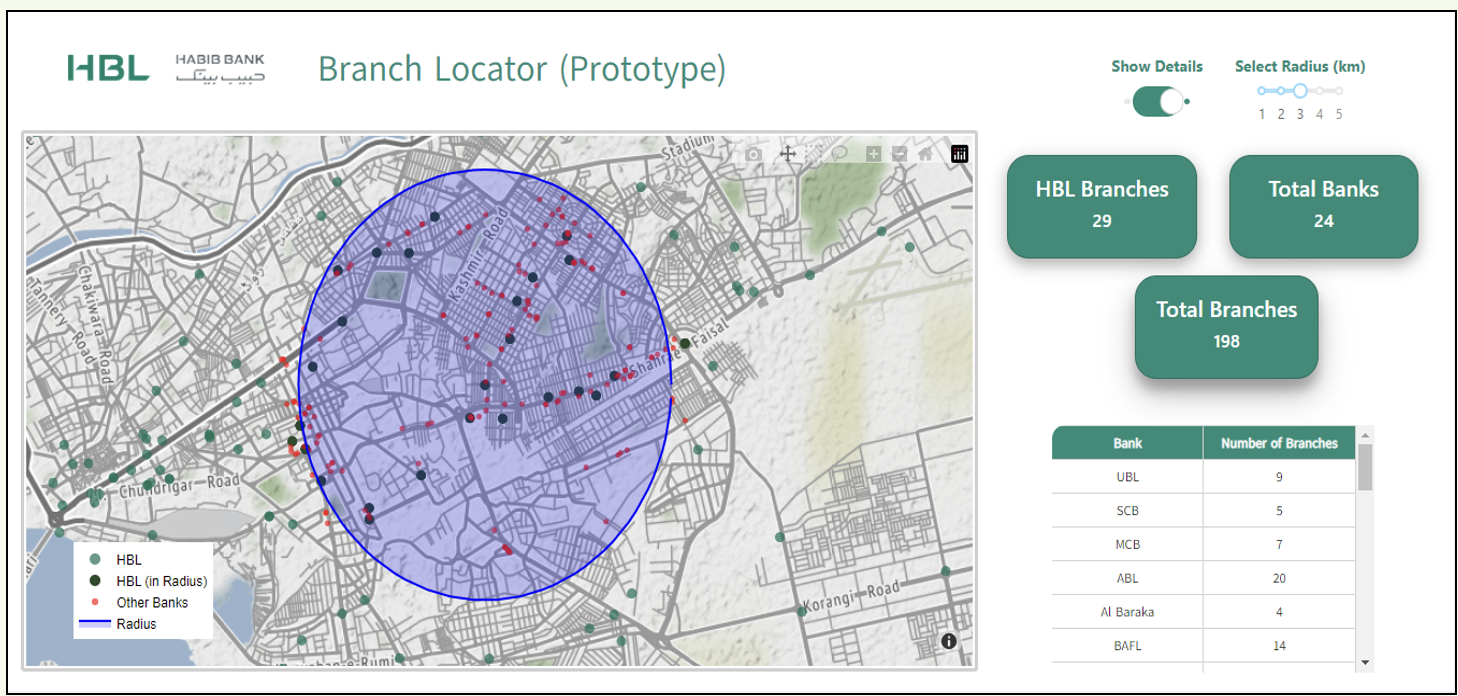 HBL
HABIB BANK
حبیب بینک
Branch Locator (Prototype)
Show Details
Select Radius (km)
1 2 3 4 5
Stadium
Kashmir Road
Chakiwara Road
Tannery Road
Shahrae Faisal
Chundrigar Road
Korangi Road
HBL
HBL (in Radius)
Other Banks
Radius
HBL Branches
29
Total Banks
24
Total Branches
198
Bank Number of Branches
UBL 9
SCB 5
MCB 7
ABL 20
Al Baraka 4
BAFL 14